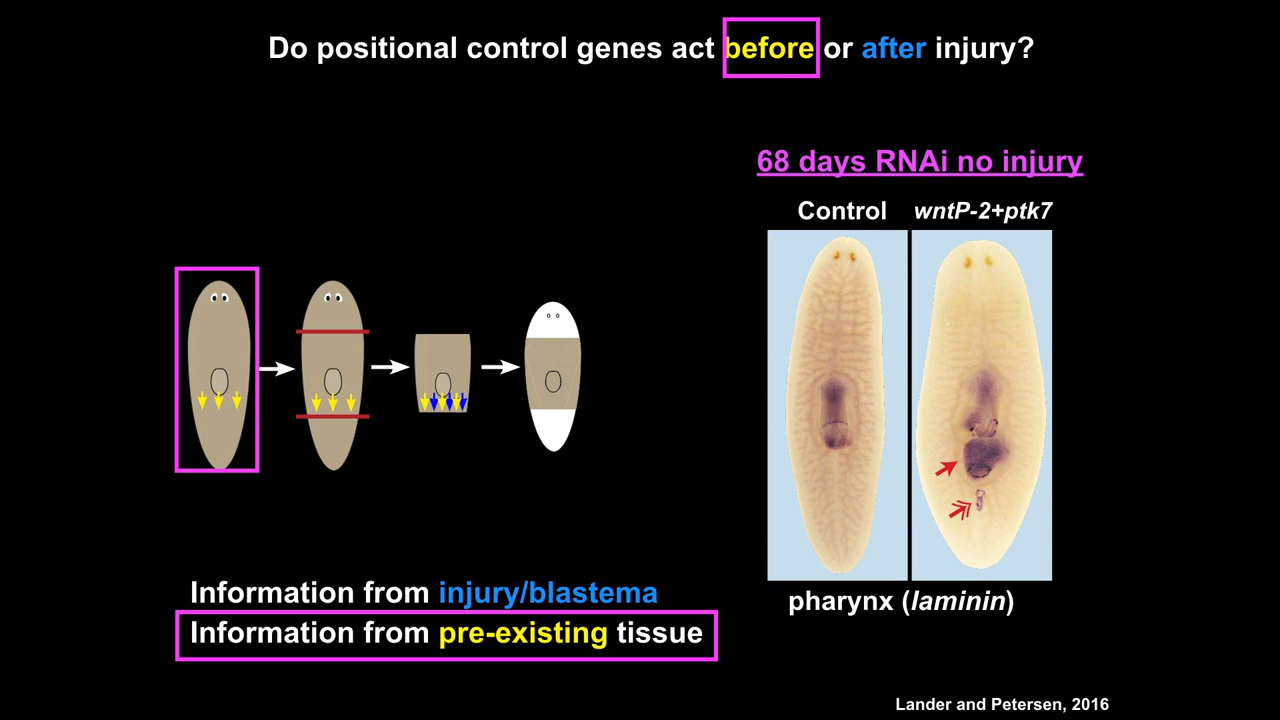 Do positional control genes act before or after injury?
68 days RNAi no injury
Control
wntP-2+ptk7
Information from injury/blastema
Information from pre-existing tissue
pharynx (laminin)
Lander and Petersen, 2016